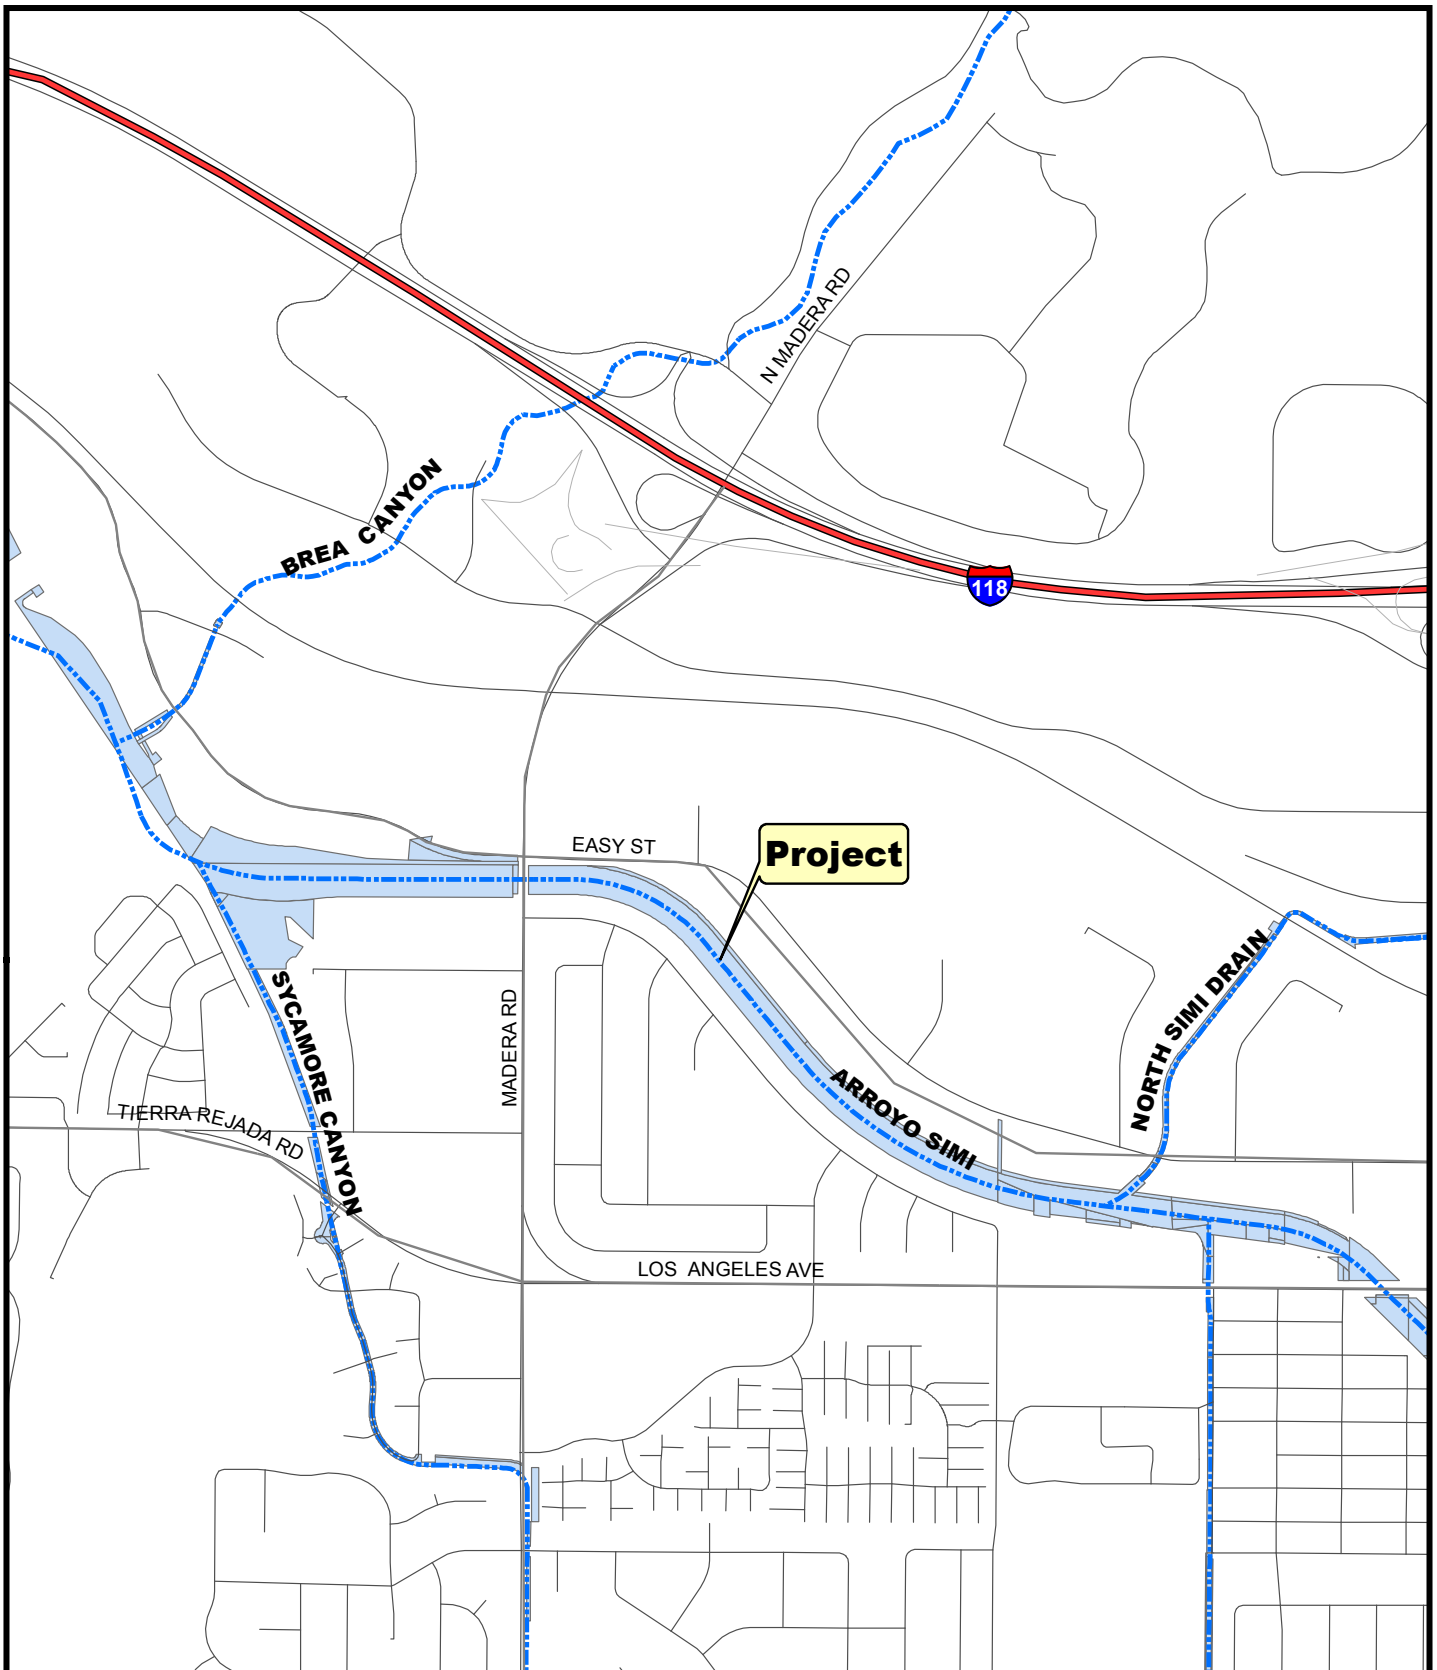 N MADERA RD
BREA CANYON
118
EASY ST
Project
NORTH SIMI DRAIN
SYCAMORE CANYON
MADERA RD
ARROYO SIMI
TIERRA REJADA RD
LOS ANGELES AVE